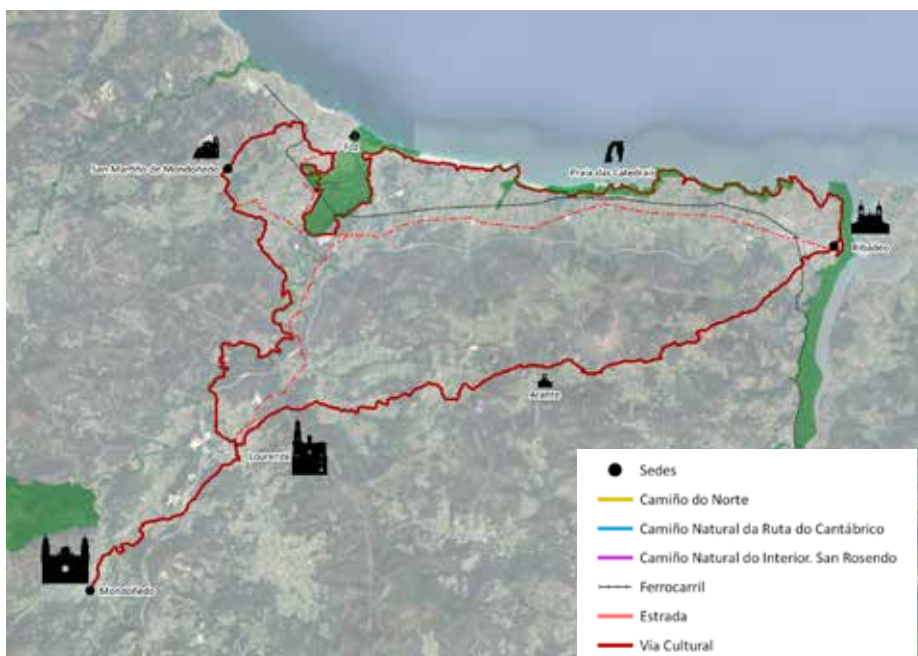 Foz
San Martiño de Mondoñedo
Praia das Catedrais
Ribadeo
Arante
Lourenzá
Mondoñedo
Sedes
Camiño do Norte
Camiño Natural da Ruta do Cantábrico
Camiño Natural do Interior. San Rosendo
Ferrocarril
Estrada
Vía Cultural